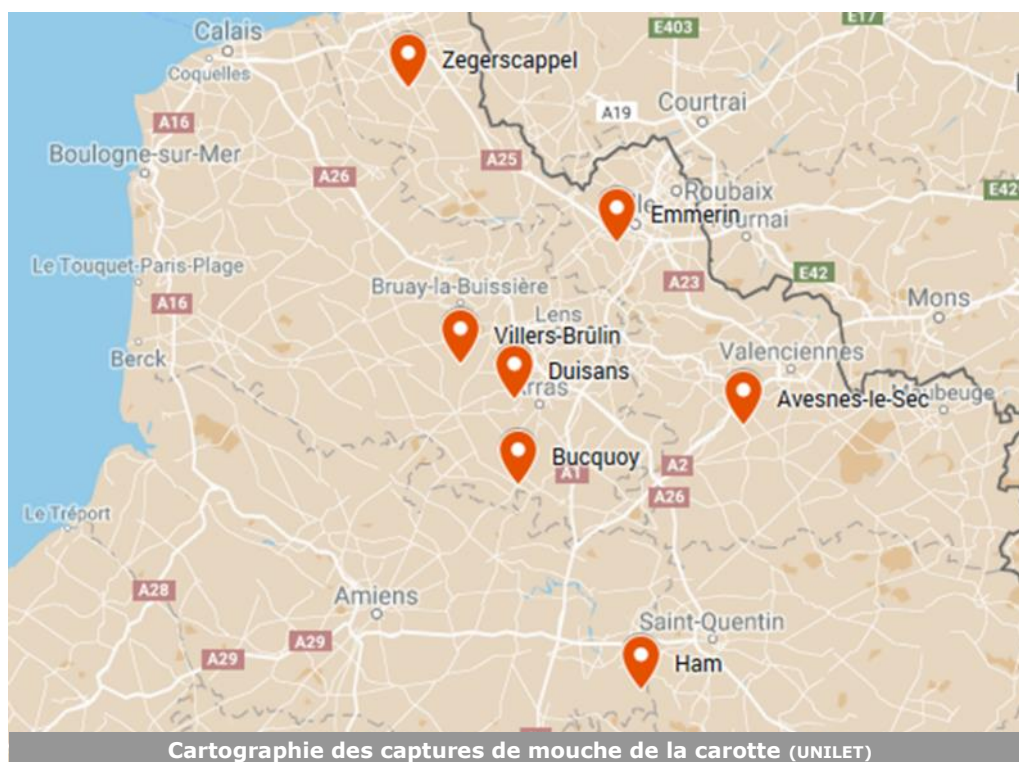 Calais
Zegerscappel
E403
E17
Coquelles
A16
A19
Courtrai
Boulogne-sur-Mer
A26
A25
Roubaix
E42
Emmerin
Le Touquet-Paris-Plage
A16
Bruay-la-Buissière
A23
E42
Mons
Lens
Villers-Brûlin
Berck
Valenciennes
Duisans
Avesnes-le-Sec
Bucquoy
A1
A2
A26
Le Tréport
A28
Amiens
A29
A29
Saint-Quentin
Ham
Cartographie des captures de mouche de la carotte (UNILET)